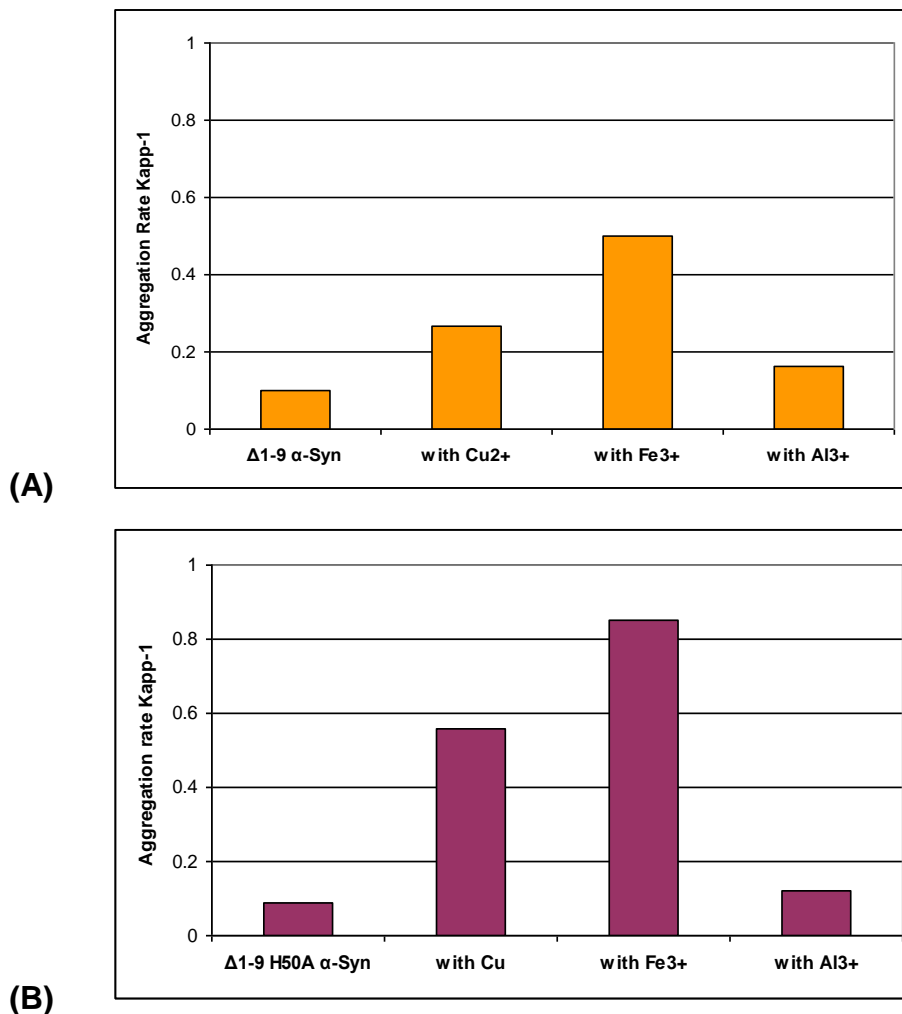 1
0.8
0.6
0.4
0.2
0
Aggregation Rate Kapp-1
Δ1-9 α-Syn with Cu2+ with Fe3+ with Al3+
(A)
1
0.8
0.6
0.4
0.2
0
Aggregation rate Kapp-1
Δ1-9 H50A α-Syn with Cu with Fe3+ with Al3+
(B)